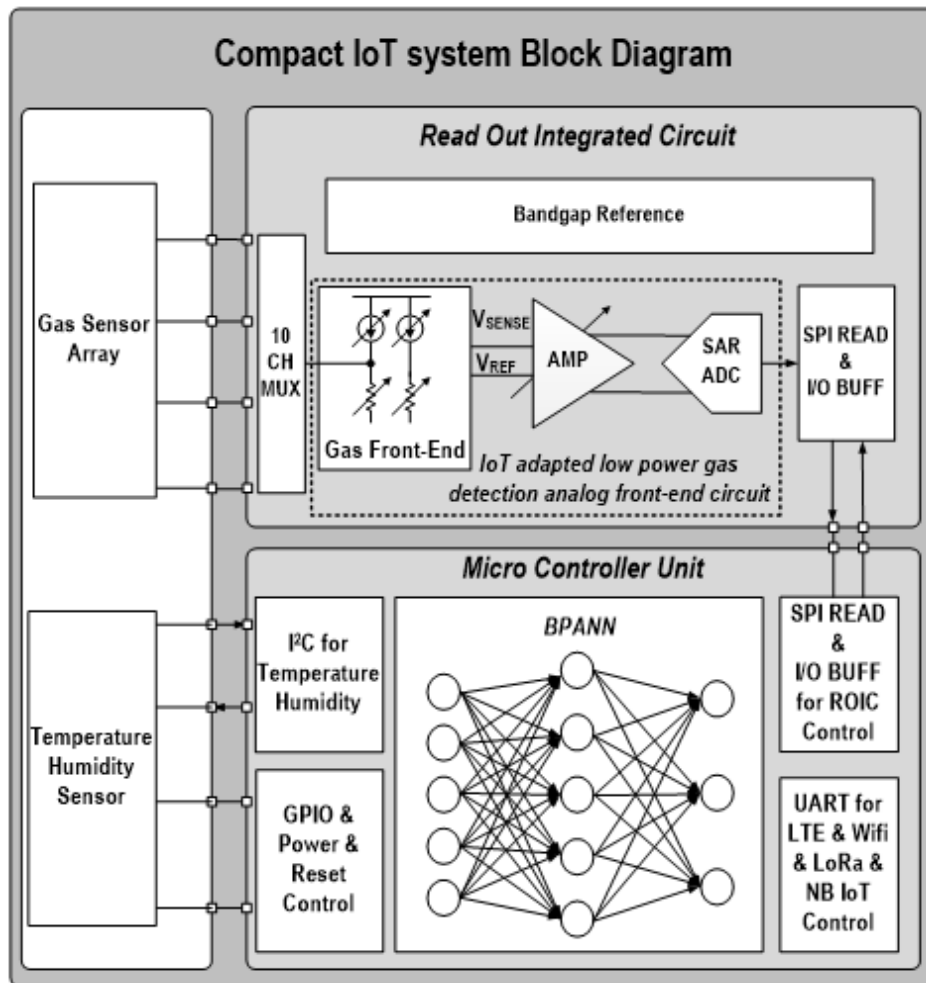 Compact IoT system Block Diagram
Read Out Integrated Circuit
Bandgap Reference
Gas Sensor
Array
10
CH
MUX
Gas Front-End
VSENSE
VREF
AMP
SAR
ADC
SPI READ
&
I/O BUFF
IoT adapted low power gas
detection analog front-end circuit
Micro Controller Unit
Temperature
Humidity
Sensor
I²C for
Temperature
Humidity
GPIO &
Power &
Reset
Control
BPANN
SPI READ
&
I/O BUFF
for ROIC
Control
UART for
LTE & Wifi
& LoRa &
NB IoT
Control